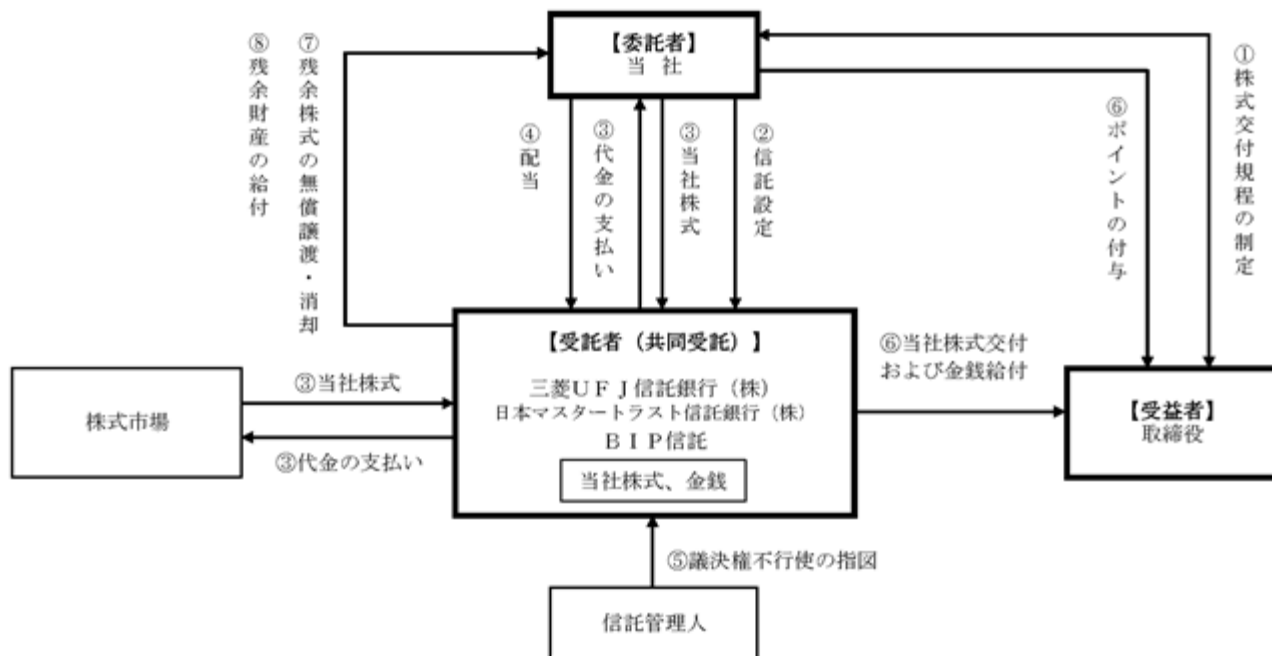 【委託者】
当 社
⑧残余財産の給付
⑦残余株式の無償譲渡・消却
④配当
③代金の支払い
③当社株式
②信託設定
⑥ポイントの付与
①株式交付規程の制定
【受託者（共同受託）】
三菱ＵＦＪ信託銀行（株）
日本マスタートラスト信託銀行（株）
ＢＩＰ信託
当社株式、金銭
株式市場
③当社株式
③代金の支払い
⑥当社株式交付
および金銭給付
【受益者】
取締役
⑤議決権不行使の指図
信託管理人